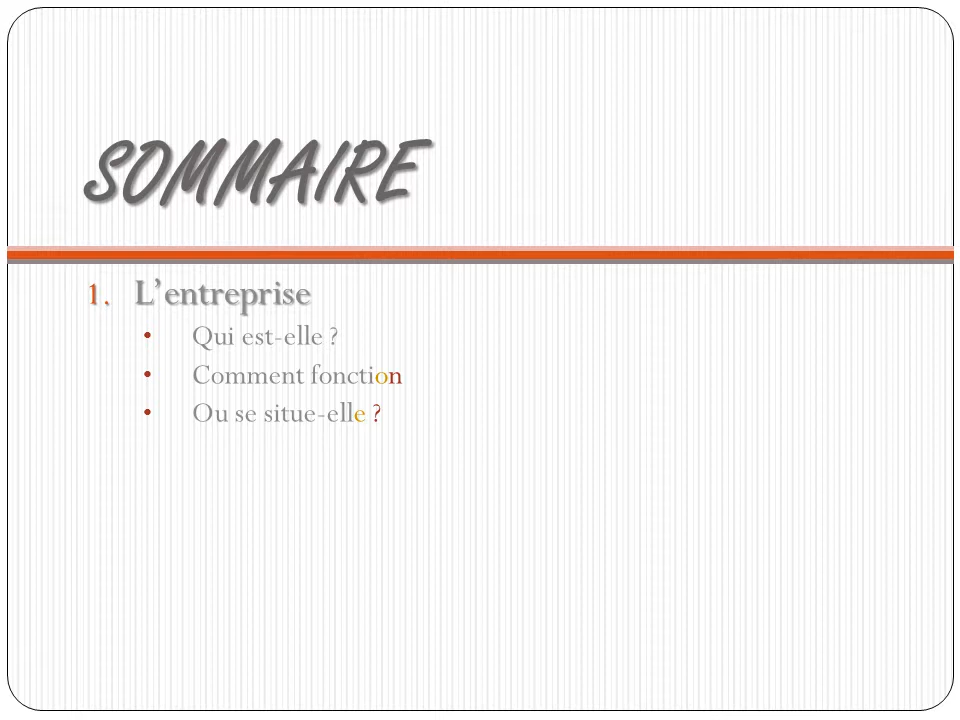 SOMMAIRE
1. L’entreprise
• Qui est-elle ?
• Comment fonction
• Ou se situe-elle ?